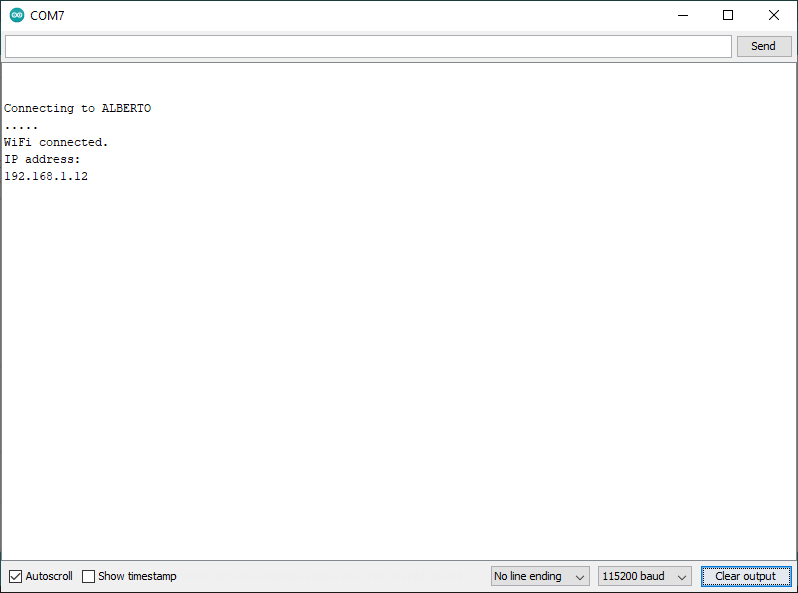 COM7
Send
Connecting to ALBERTO
.....
WiFi connected.
IP address:
192.168.1.12
Autoscroll Show timestamp No line ending 115200 baud Clear output